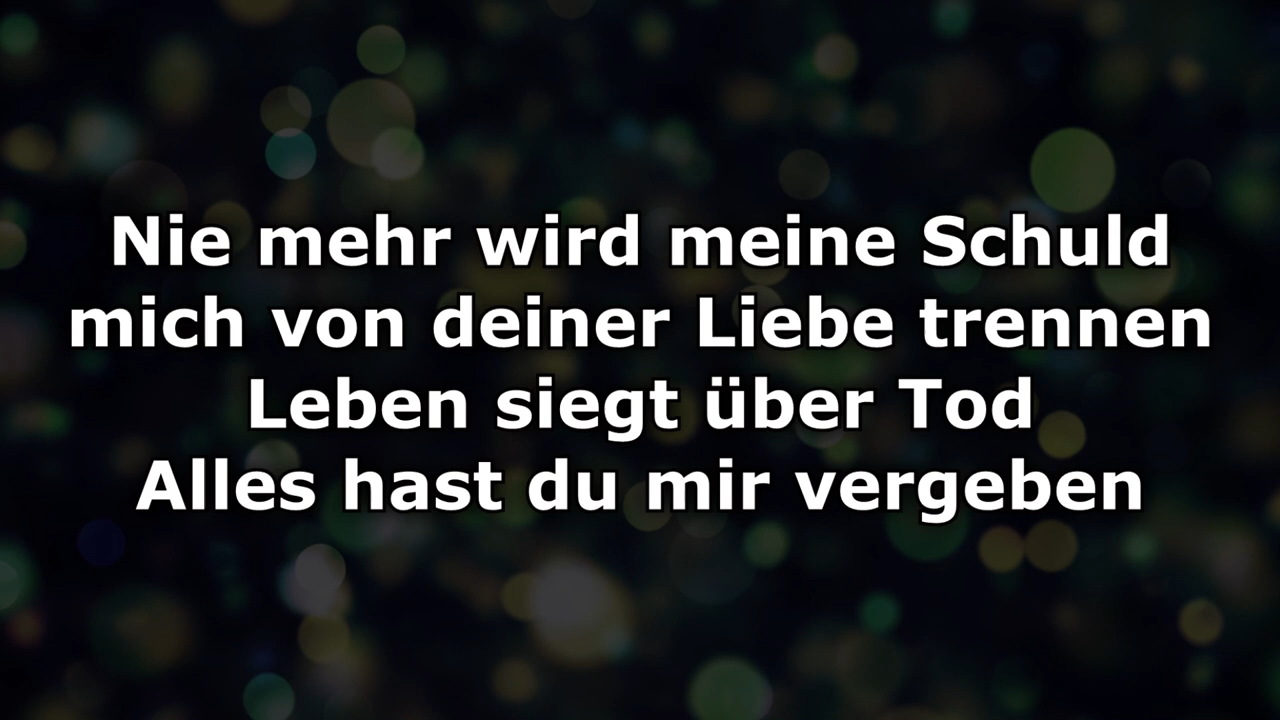 Nie mehr wird meine Schuld
mich von deiner Liebe trennen
Leben siegt über Tod
Alles hast du mir vergeben